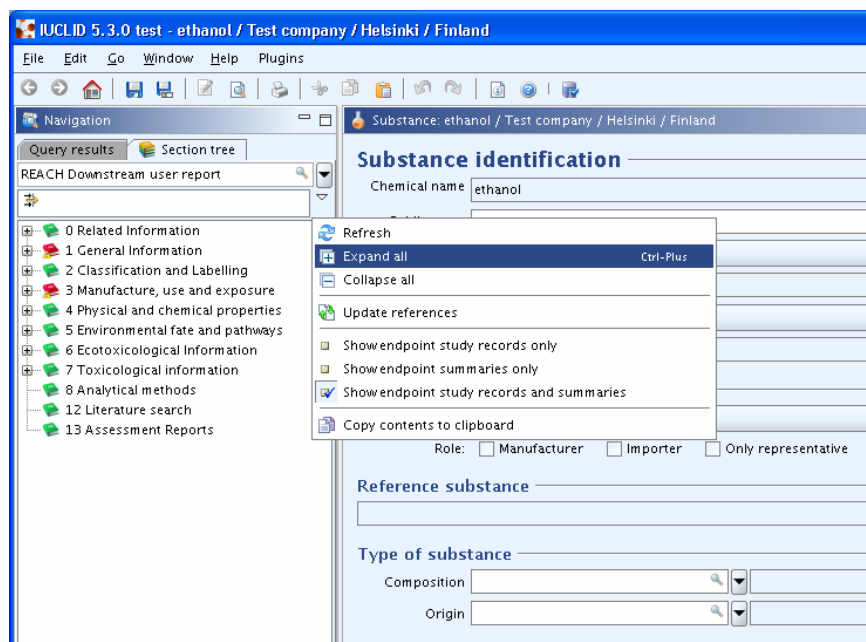 IUCLID 5.3.0 test - ethanol / Test company / Helsinki / Finland
File Edit Go Window Help Plugins
Navigation
Substance: ethanol / Test company / Helsinki / Finland
Query results Section tree
REACH Downstream user report
Substance identification
Chemical name ethanol
0 Related Information
1 General Information
2 Classification and Labelling
3 Manufacture, use and exposure
4 Physical and chemical properties
5 Environmental fate and pathways
6 Ecotoxicological Information
7 Toxicological information
8 Analytical methods
12 Literature search
13 Assessment Reports
Refresh
Expand all Ctrl-Plus
Collapse all
Update references
Show endpoint study records only
Show endpoint summaries only
Show endpoint study records and summaries
Copy contents to clipboard
Role: Manufacturer Importer Only representative
Reference substance
Type of substance
Composition
Origin